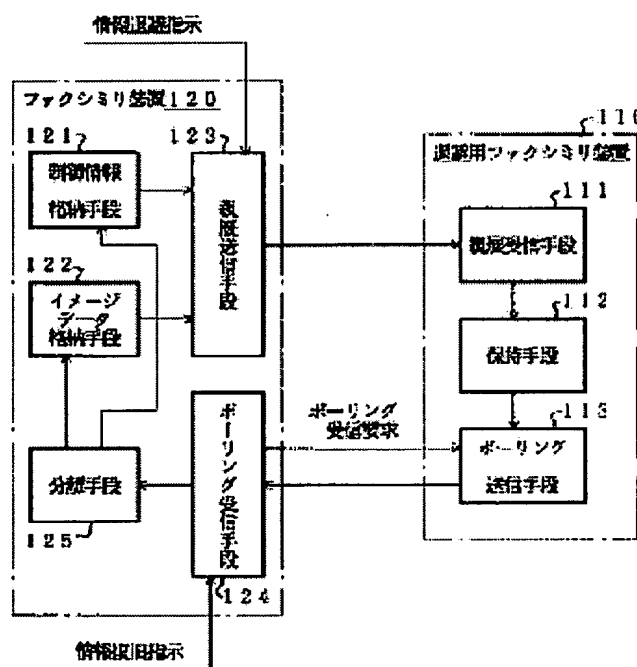 情報退避指示
ファクシミリ装置120
121
制御情報
格納手段
123
親展送信手段
122
イメージ
データ
格納手段
分離手段
125
ポーリング受信手段
124
ポーリング
受信要求
情報復旧指示
110
退避用ファクシミリ装置
111
親展受信手段
112
保持手段
113
ポーリング
送信手段